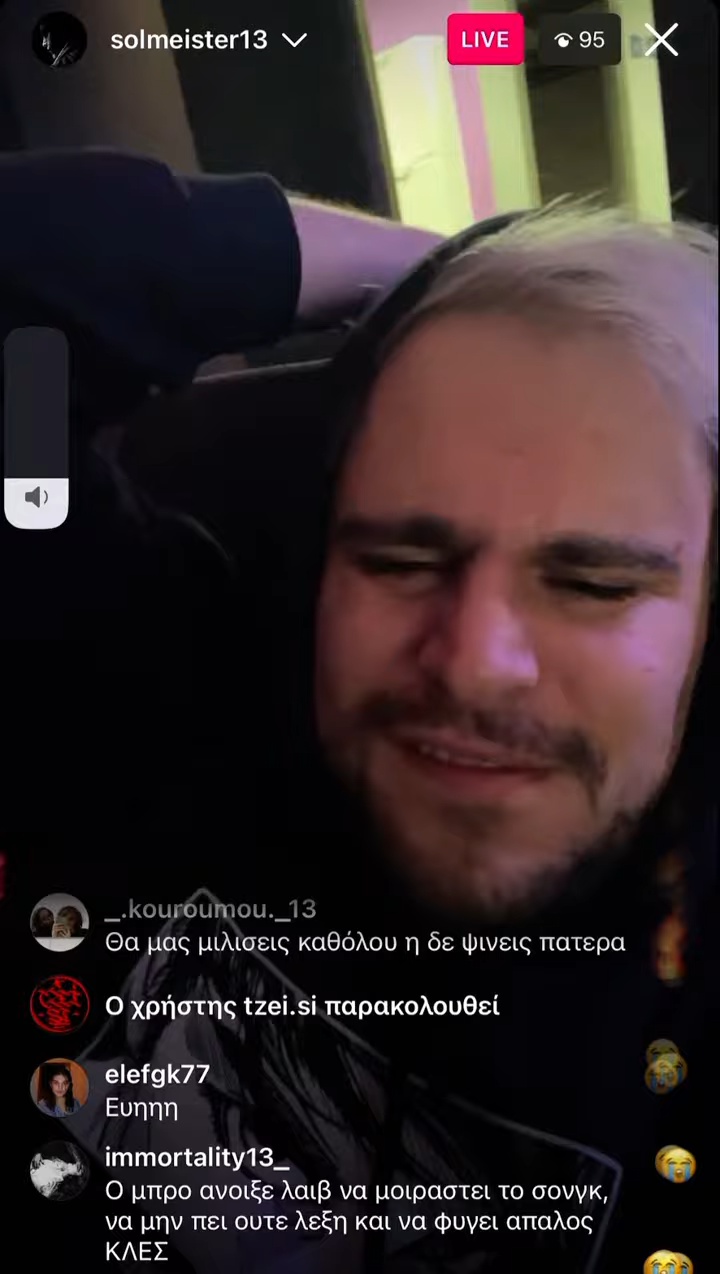 solmeister13
LIVE
95
_.kouroumou._13
Θα μας μιλισεις καθόλου η δε ψινεις πατερα
Ο χρήστης tzei.si παρακολουθεί
elefgk77
Ευηηη
immortality13_
Ο μπρο ανοιξε λαιβ να μοιραστει το σονγκ,
να μην πει ουτε λεξη και να φυγει απαλος
ΚΛΕΣ